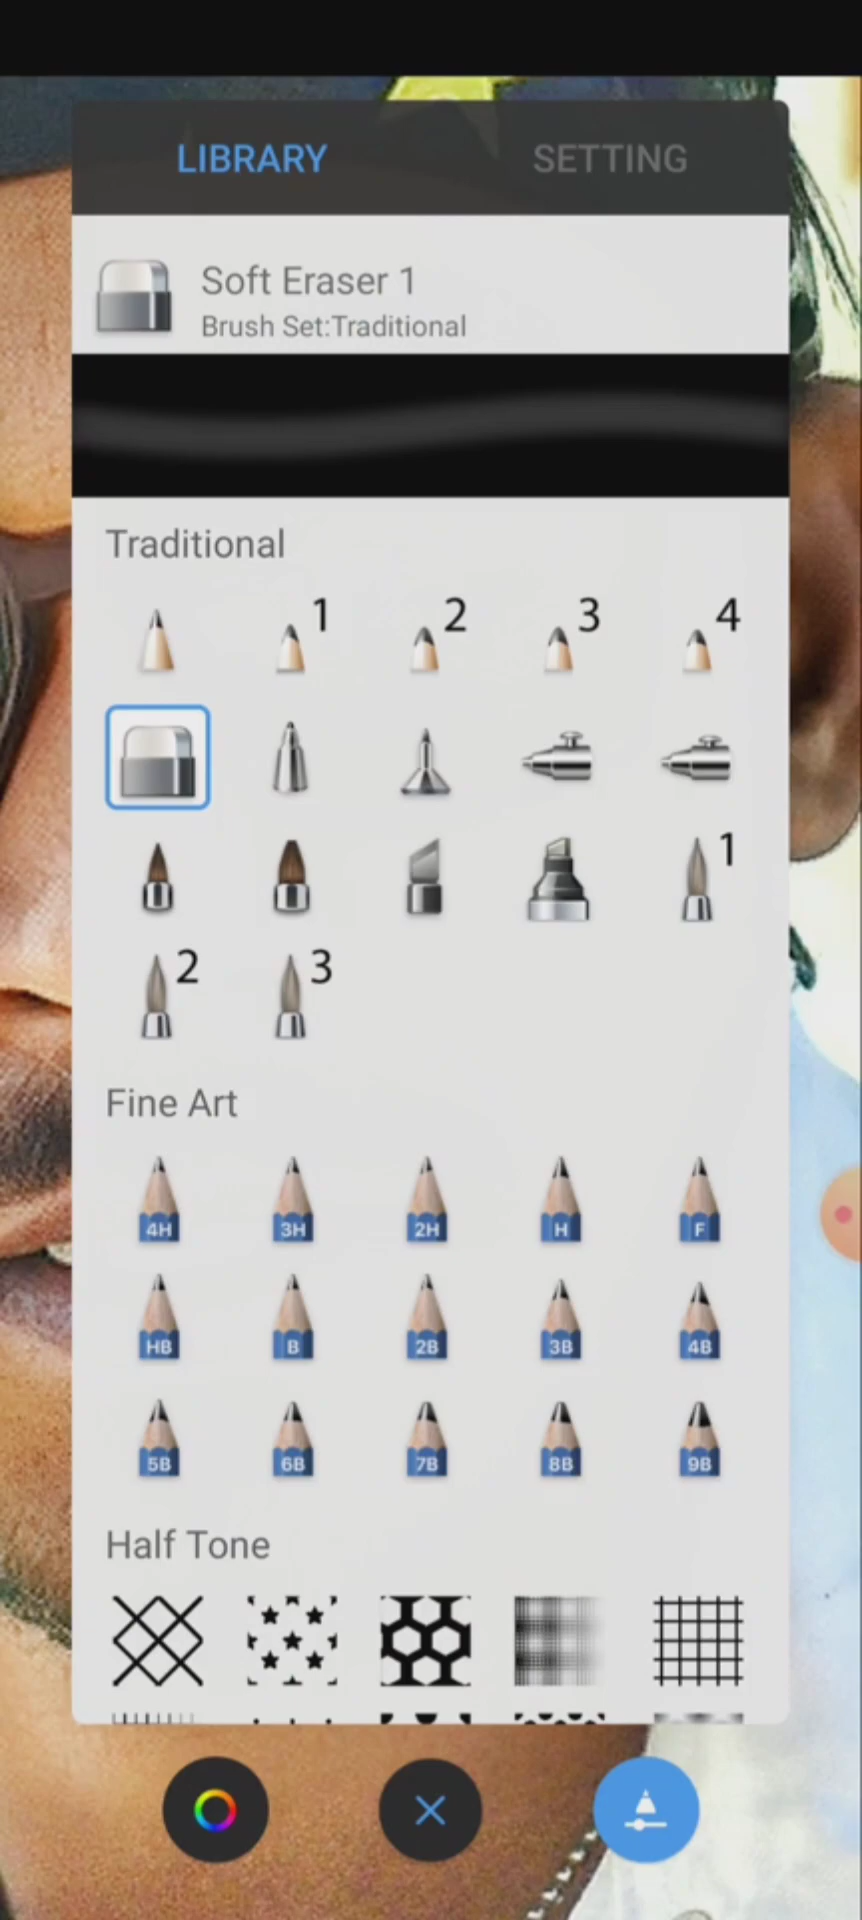 LIBRARY SETTING
Soft Eraser 1
Brush Set:Traditional
Traditional
1 2 3 4
1
2 3
Fine Art
4H 3H 2H H F
HB B 2B 3B 4B
5B 6B 7B 8B 9B
Half Tone